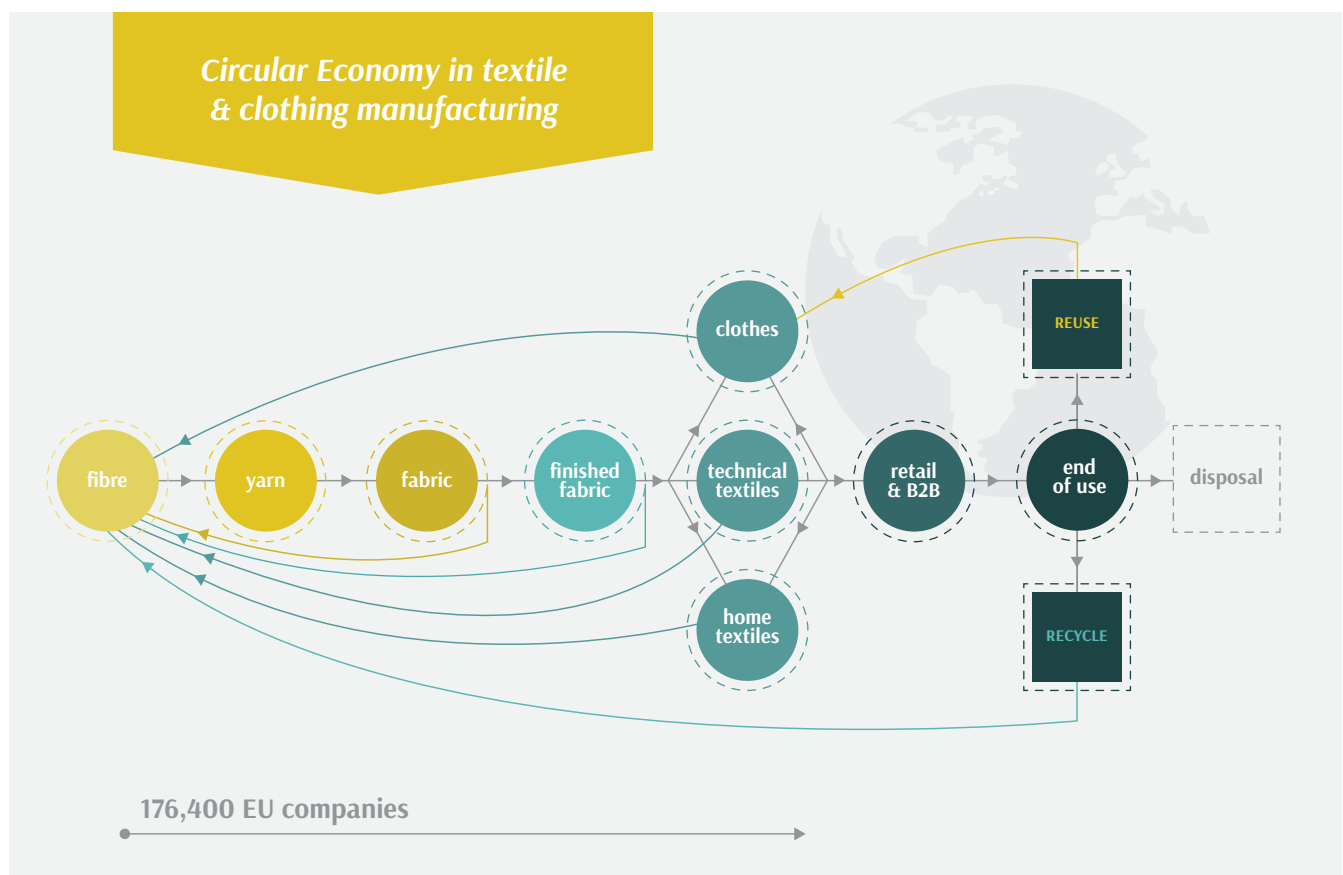 Circular Economy in textile
& clothing manufacturing
clothes
REUSE
fibre
yarn
fabric
finished
fabric
technical
textiles
retail
& B2B
end
of use
disposal
home
textiles
RECYCLE
176,400 EU companies